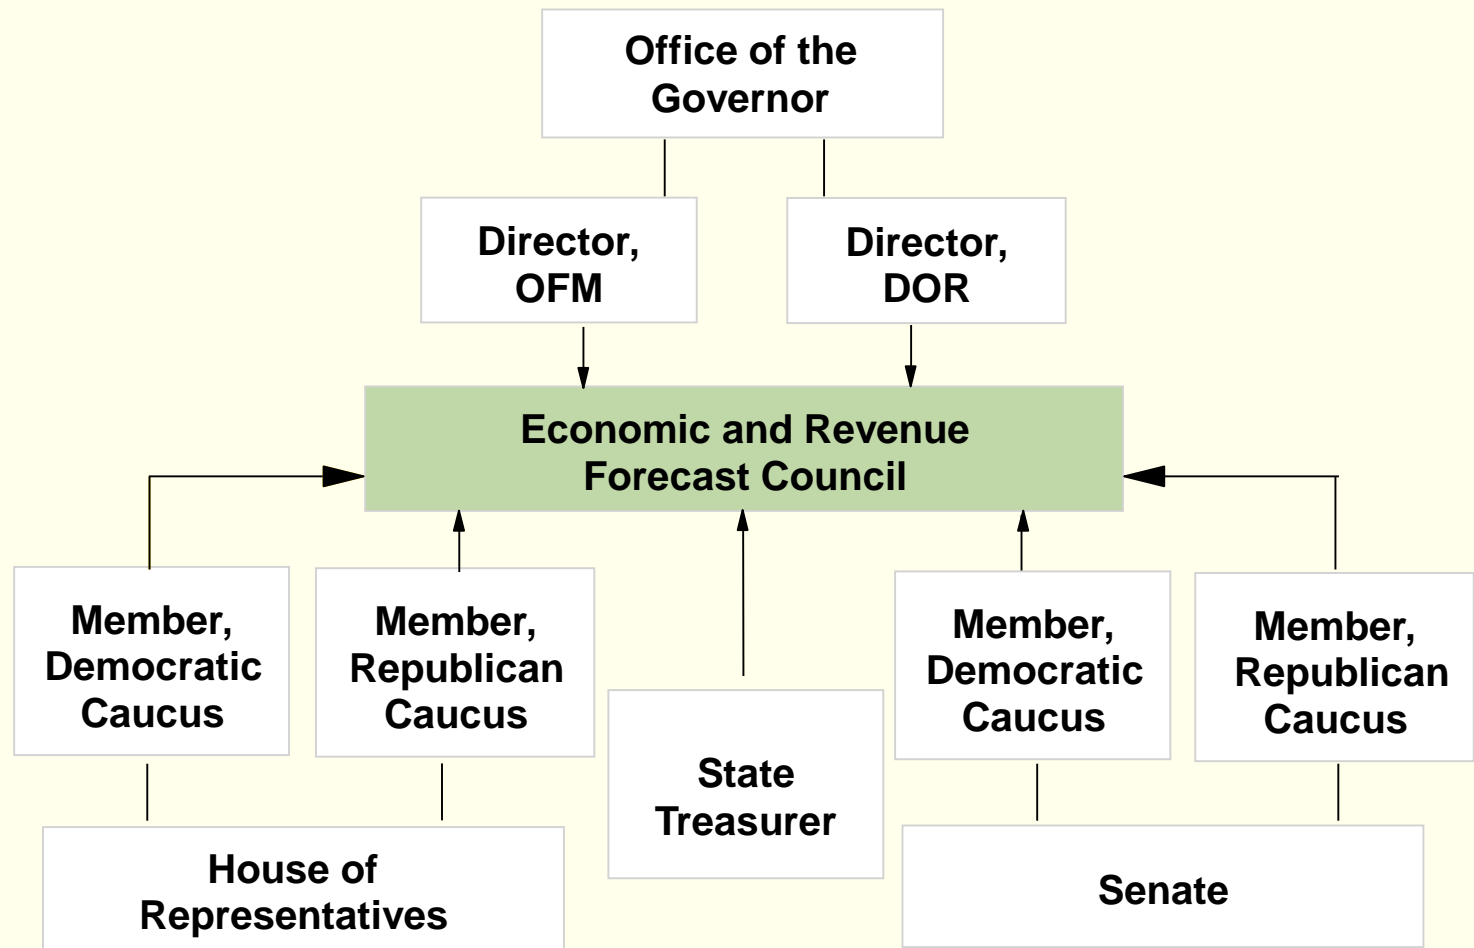 Office of the
Governor
Director,
OFM
Director,
DOR
Economic and Revenue
Forecast Council
Member,
Democratic
Caucus
Member,
Republican
Caucus
State
Treasurer
Member,
Democratic
Caucus
Member,
Republican
Caucus
House of
Representatives
Senate